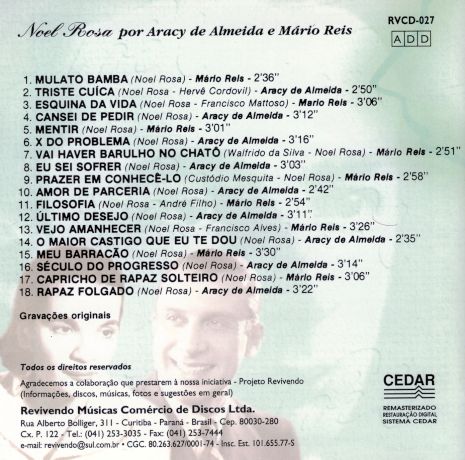 Noel Rosa por Aracy de Almeida e Mário Reis
RVCD-027
ADD
1. MULATO BAMBA (Noel Rosa) - Mário Reis - 2'36"
2. TRISTE CUÍCA (Noel Rosa - Hervê Cordovil) - Aracy de Almeida - 2'50"
3. ESQUINA DA VIDA (Noel Rosa - Francisco Mattoso) - Mario Reis - 3'06"
4. CANSEI DE PEDIR (Noel Rosa) - Aracy de Almeida - 3'12"
5. MENTIR (Noel Rosa) - Mário Reis - 3'01"
6. X DO PROBLEMA (Noel Rosa) - Aracy de Almeida - 3'16"
7. VAI HAVER BARULHO NO CHATÔ (Walfrido da Silva - Noel Rosa) - Mário Reis - 2'51"
8. EU SEI SOFRER (Noel Rosa) - Aracy de Almeida - 3'03"
9. PRAZER EM CONHECÊ-LO (Custódio Mesquita - Noel Rosa) - Mário Reis - 2'58"
10. AMOR DE PARCERIA (Noel Rosa) - Aracy de Almeida - 2'42"
11. FILOSOFIA (Noel Rosa - André Filho) - Mário Reis - 2'54"
12. ÚLTIMO DESEJO (Noel Rosa) - Aracy de Almeida - 3'11"
13. VEJO AMANHECER (Noel Rosa - Francisco Alves) - Mário Reis - 3'26"
14. O MAIOR CASTIGO QUE EU TE DOU (Noel Rosa) - Aracy de Almeida - 2'35"
15. MEU BARRACÃO (Noel Rosa) - Mário Reis - 3'30"
16. SÉCULO DO PROGRESSO (Noel Rosa) - Aracy de Almeida - 3'14"
17. CAPRICHO DE RAPAZ SOLTEIRO (Noel Rosa) - Mário Reis - 3'06"
18. RAPAZ FOLGADO (Noel Rosa) - Aracy de Almeida - 3'22"
Gravações originais
Todos os direitos reservados
Agradecemos a colaboração que prestarem à nossa iniciativa - Projeto Revivendo
(Informações, discos, músicas, fotos e sugestões em geral)
Revivendo Músicas Comércio de Discos Ltda.
Rua Alberto Bolliger, 311 - Curitiba - Paraná - Brasil - Cep. 80030-280
Cx. P. 122 - Tel.: (041) 253-3035 - Fax: (041) 253-7444
e-mail: revivendo@sul.com.br • CGC. 80.263.627/0001-74 - Insc. Est. 101.655.77-S
CEDAR
REMASTERIZADO
RESTAURAÇÃO DIGITAL
SISTEMA CEDAR